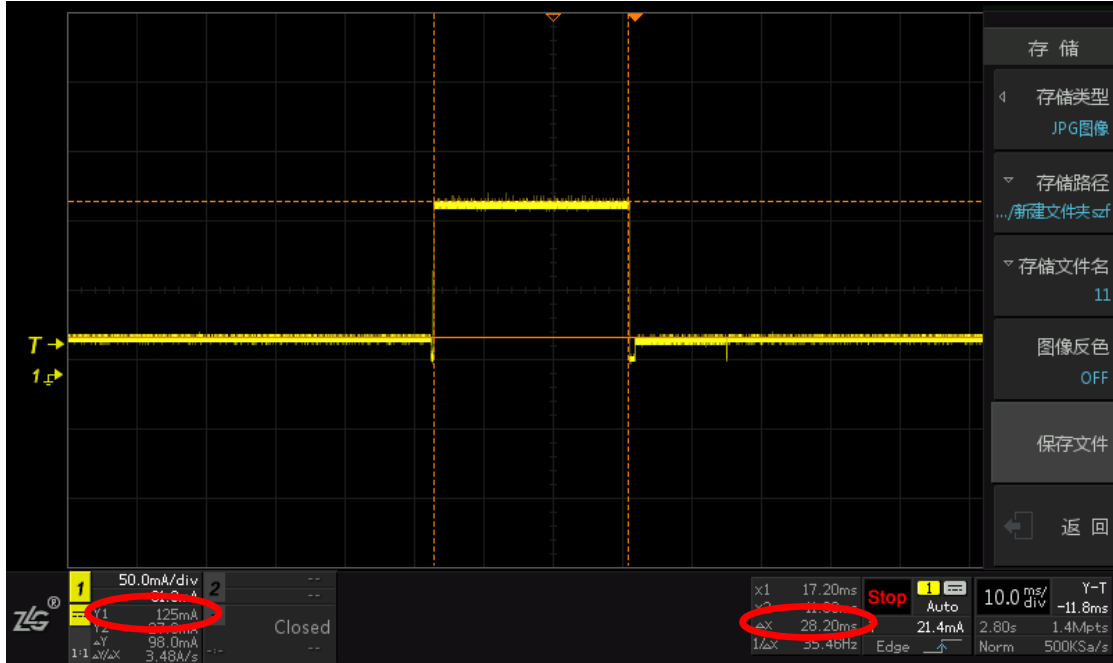 存 储
存储类型
JPG图像
存储路径
.../新建文件夹szf
存储文件名
11
图像反色
OFF
保存文件
返 回
T
1
ZLG®
1
50.0mA/div
2
--
--
Y1 125mA
Y2
ΔY 98.0mA
1:1 ΔY/ΔX 3.48A/s
-:-
Closed
--
--
x1 17.20ms
ΔX 28.20ms
1/ΔX 35.46Hz
Stop
1
Auto
21.4mA
Edge
10.0 ms/div
Y-T
-11.8ms
2.80s 1.4Mpts
Norm 500KSa/s